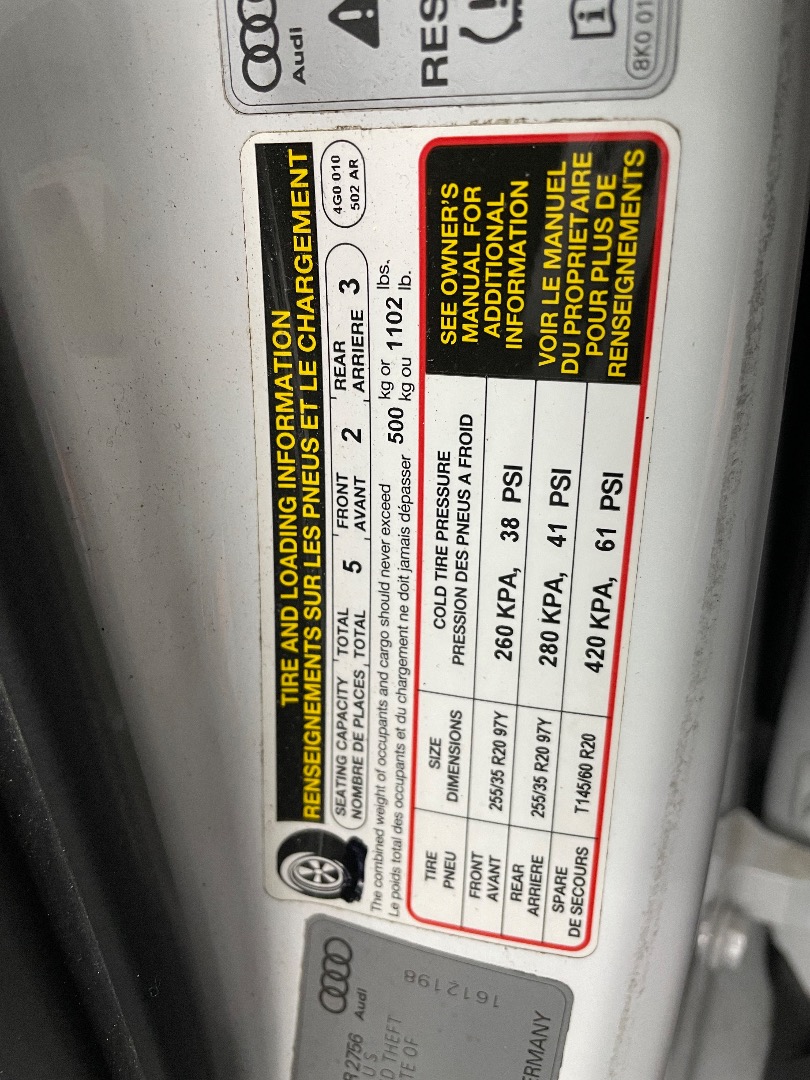 TIRE AND LOADING INFORMATION
RENSEIGNEMENTS SUR LES PNEUS ET LE CHARGEMENT
SEATING CAPACITY TOTAL 5 FRONT 2 REAR 3
NOMBRE DE PLACES TOTAL AVANT ARRIERE
4G0 010
502 AR
The combined weight of occupants and cargo should never exceed 500 kg or 1102 lbs.
Le poids total des occupants et du chargement ne doit jamais dépasser kg ou lb.
TIRE
PNEU
SIZE
DIMENSIONS
COLD TIRE PRESSURE
PRESSION DES PNEUS A FROID
FRONT
AVANT
255/35 R20 97Y
260 KPA, 38 PSI
REAR
ARRIERE
255/35 R20 97Y
280 KPA, 41 PSI
SPARE
DE SECOURS
T145/60 R20
420 KPA, 61 PSI
SEE OWNER'S
MANUAL FOR
ADDITIONAL
INFORMATION
VOIR LE MANUEL
DU PROPRIETAIRE
POUR PLUS DE
RENSEIGNEMENTS
Audi
RES
8K0 01
Audi
1612198
R 2756
US
D THEFT
TE OF
RMANY